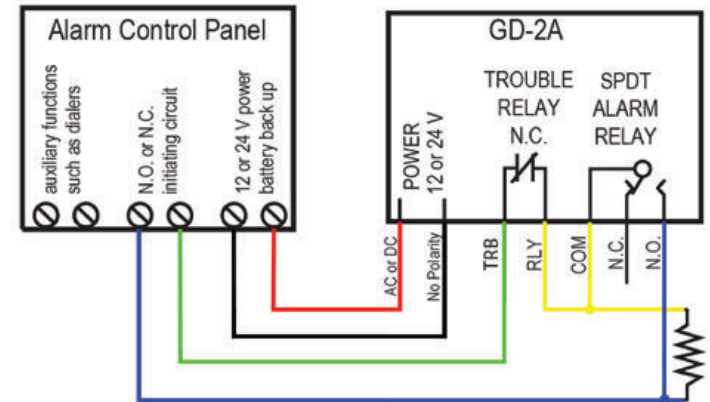 Alarm Control Panel
auxiliary functions
such as dialers
N.O. or N.C.
initiating circuit
12 or 24 V power
battery back up
GD-2A
POWER
12 or 24 V
TROUBLE
RELAY
N.C.
SPDT
ALARM
RELAY
AC or DC
No Polarity
TRB
RLY
COM
N.C.
N.O.